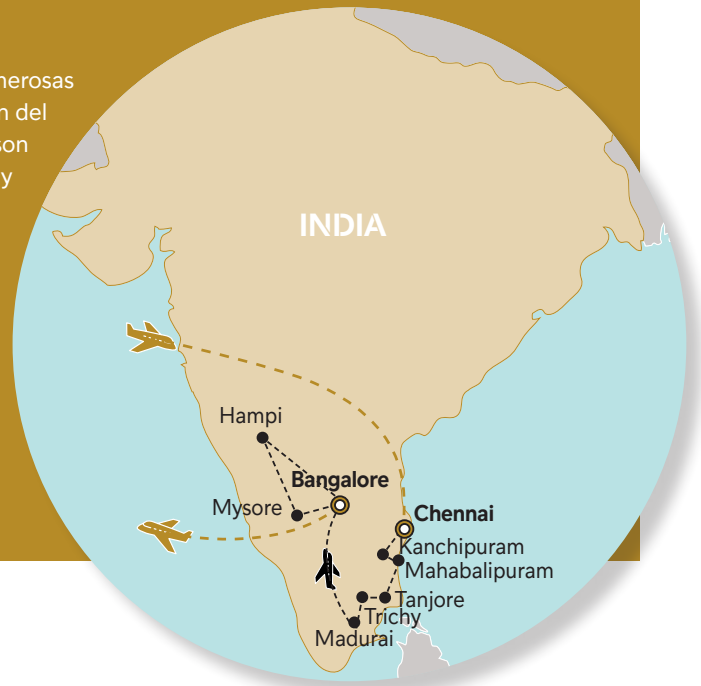 nerosas
n del
son
y
INDIA
Hampi
Bangalore
Mysore
Chennai
Kanchipuram
Mahabalipuram
Tanjore
Trichy
Madurai